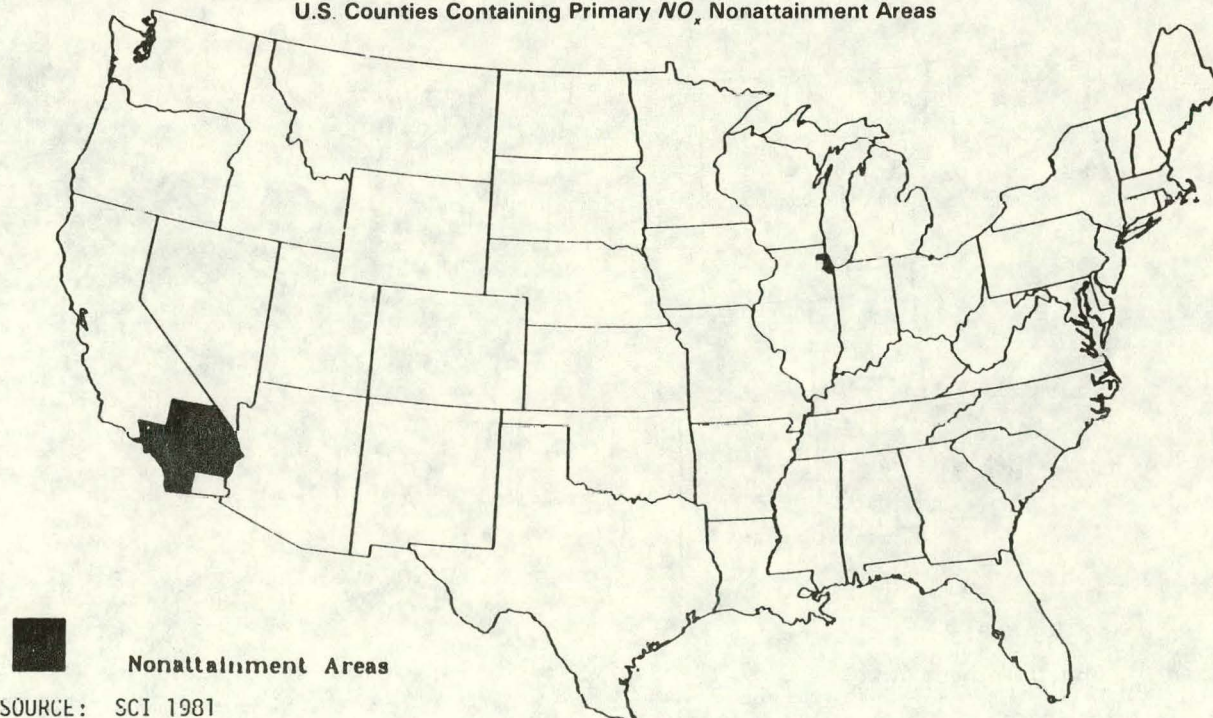 U.S. Counties Containing Primary NOx Nonattainment Areas
Nonattainment Areas
SOURCE: SCI 1981